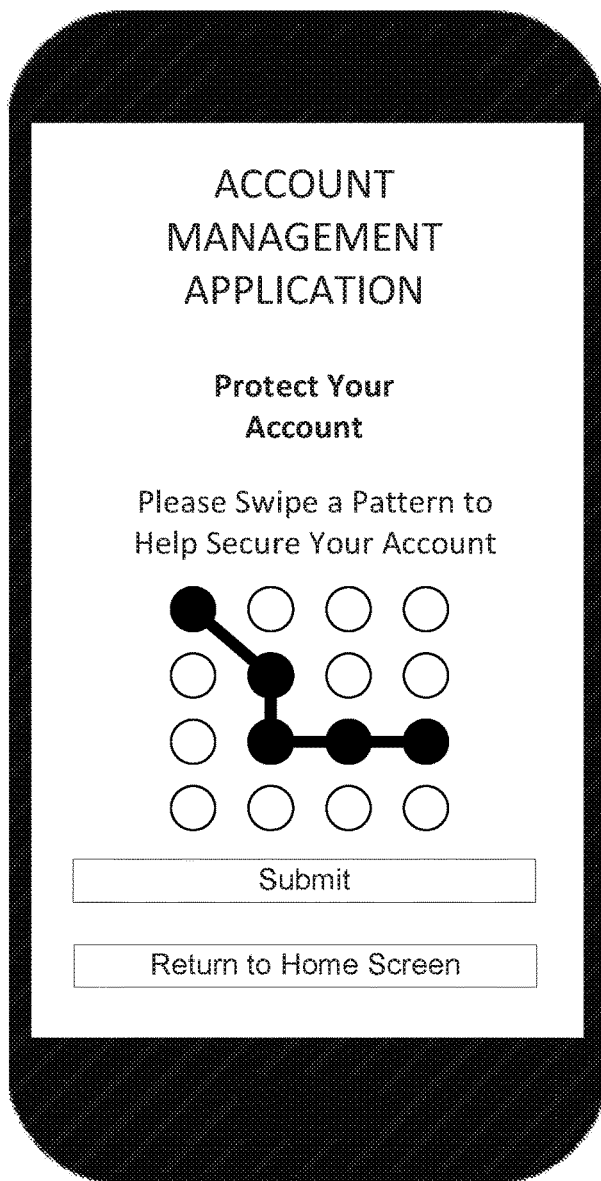 ACCOUNT
MANAGEMENT
APPLICATION
Protect Your
Account
Please Swipe a Pattern to
Help Secure Your Account
Submit
Return to Home Screen